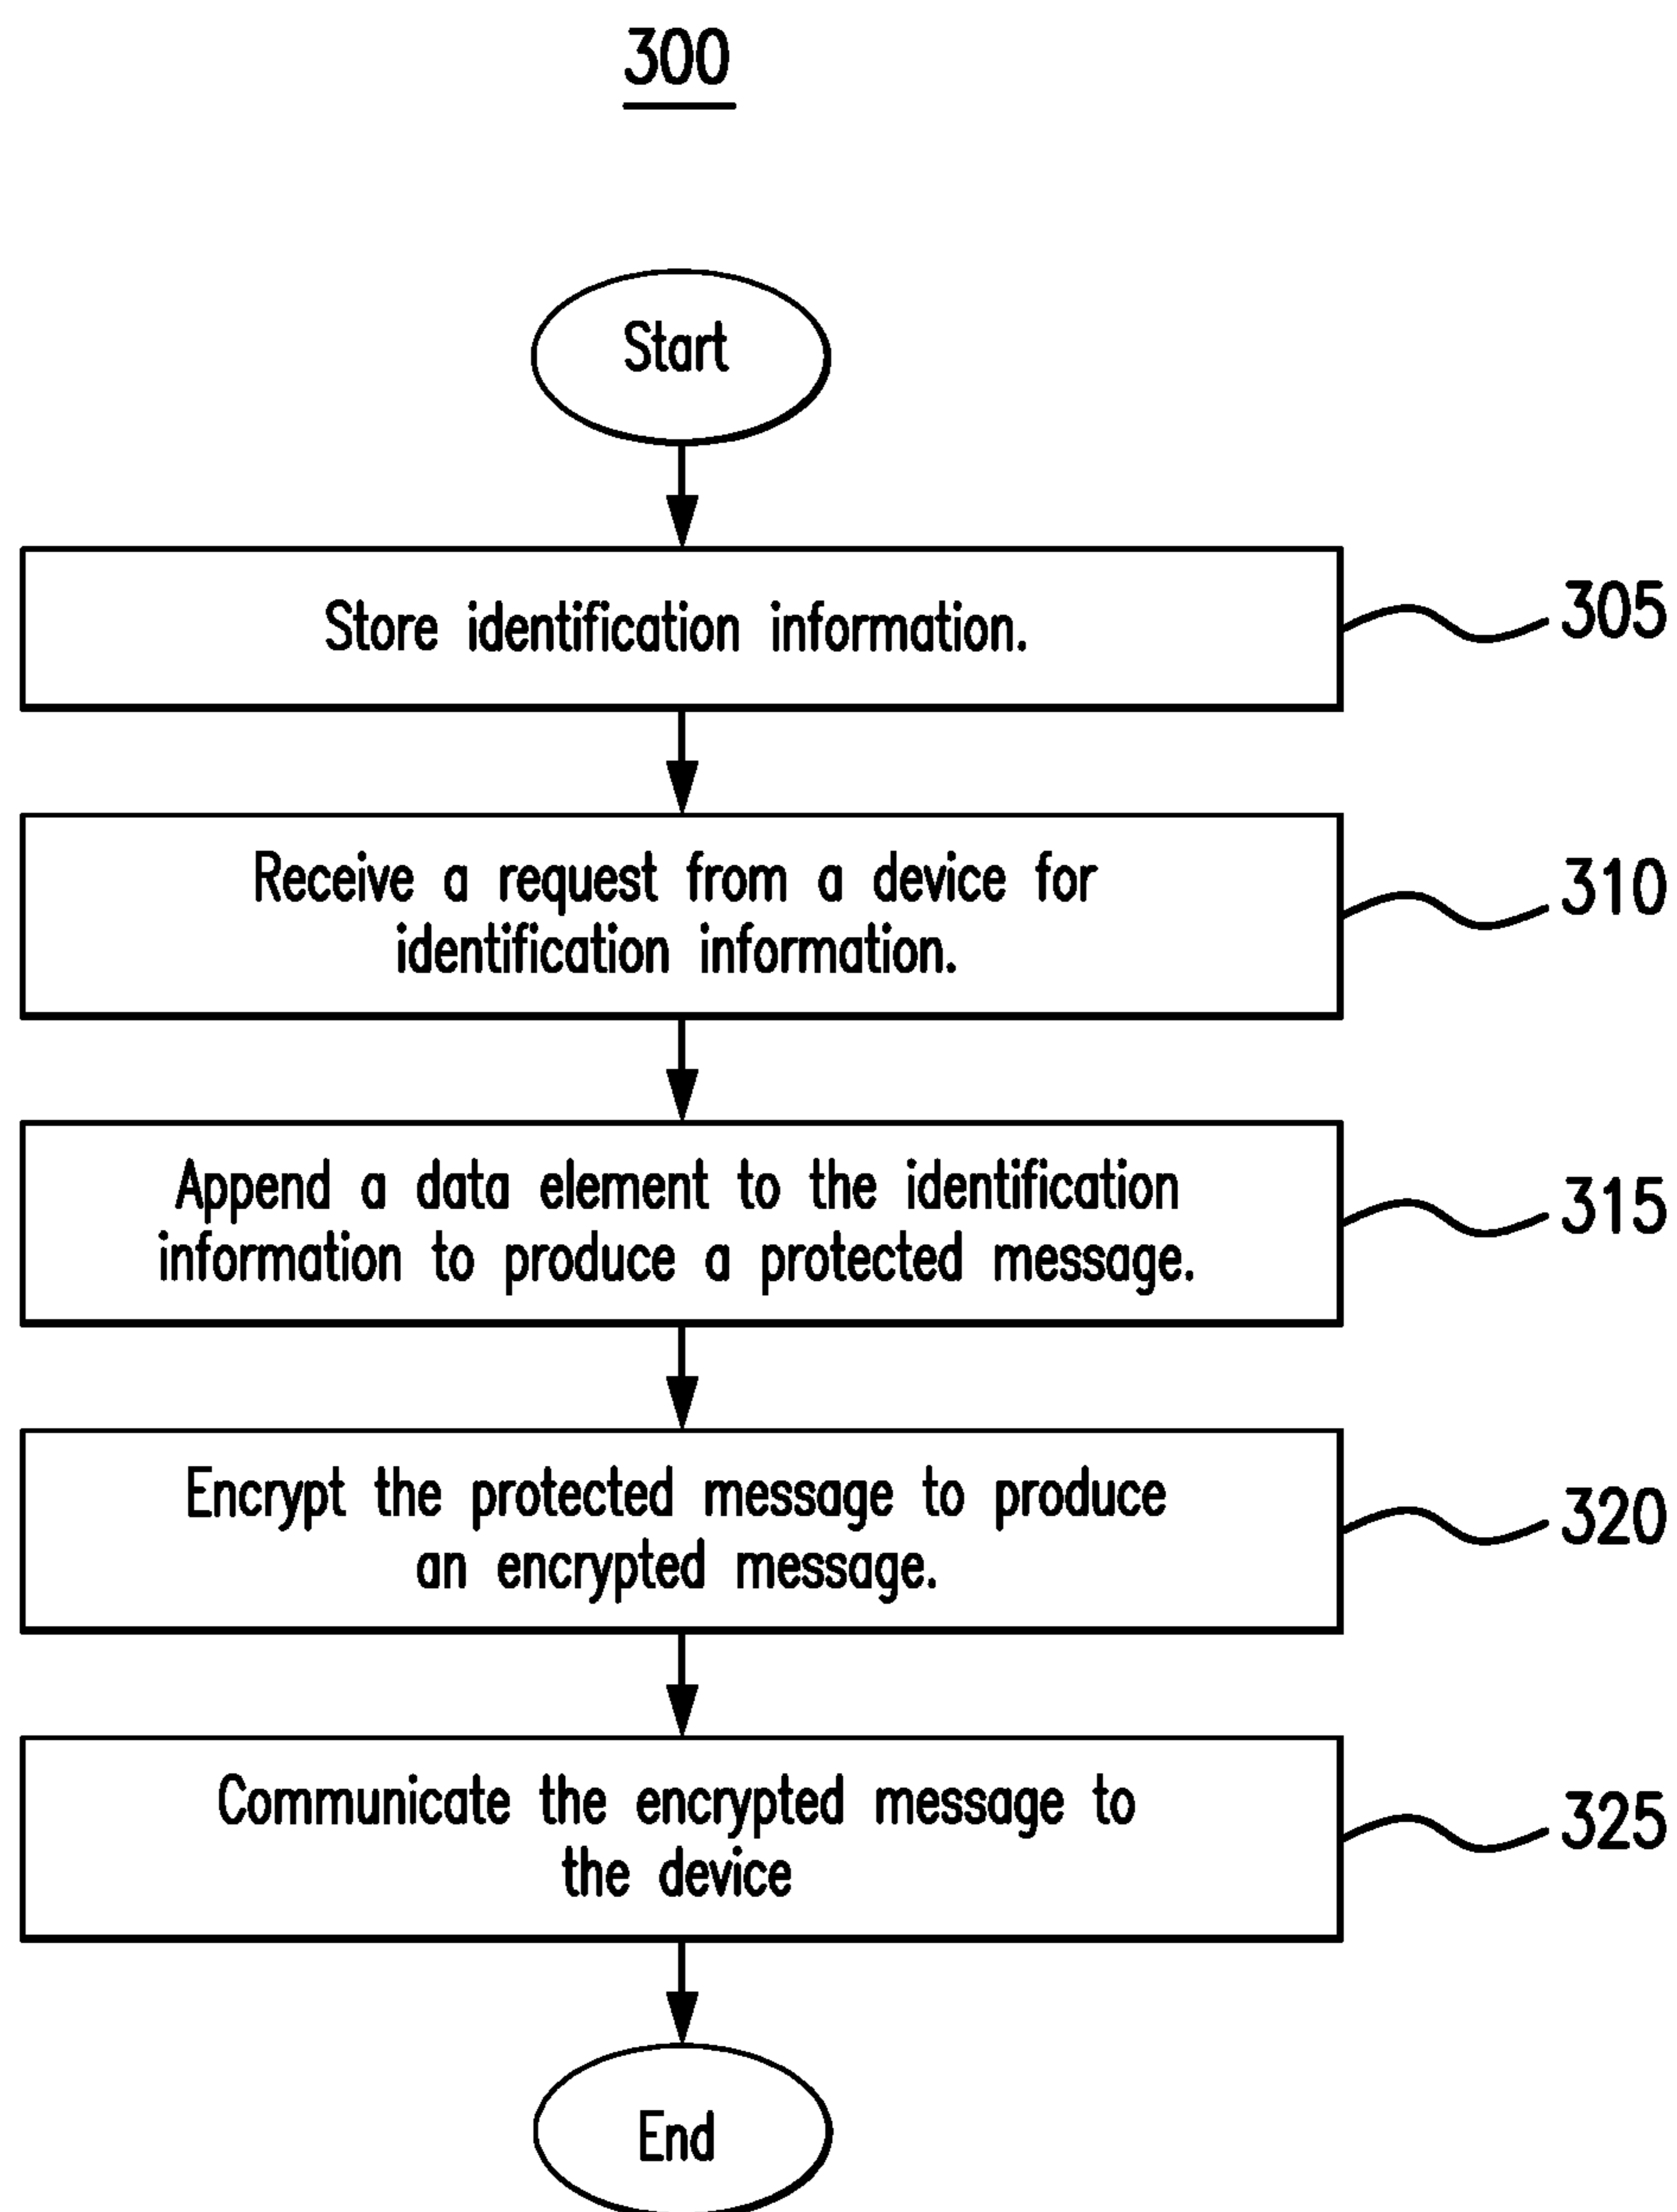 300
Start
Store identification information.
305
Receive a request from a device for
identification information.
310
Append a data element to the identification
information to produce a protected message.
315
Encrypt the protected message to produce
an encrypted message.
320
Communicate the encrypted message to
the device
325
End